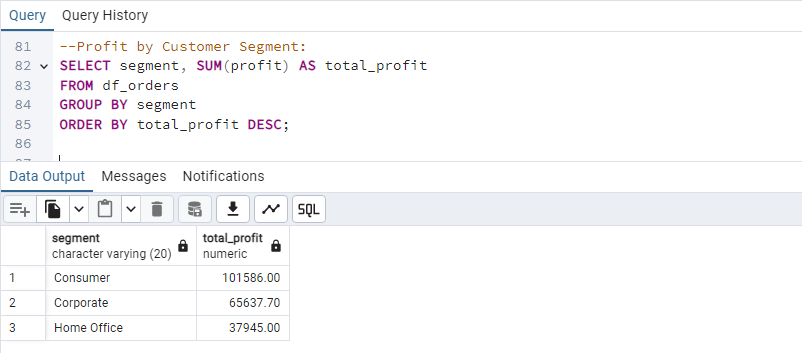 Query Query History
81 --Profit by Customer Segment:
82 SELECT segment, SUM(profit) AS total_profit
83 FROM df_orders
84 GROUP BY segment
85 ORDER BY total_profit DESC;
86
Data Output Messages Notifications
SQL
segment total_profit
character varying (20) numeric
1 Consumer 101586.00
2 Corporate 65637.70
3 Home Office 37945.00